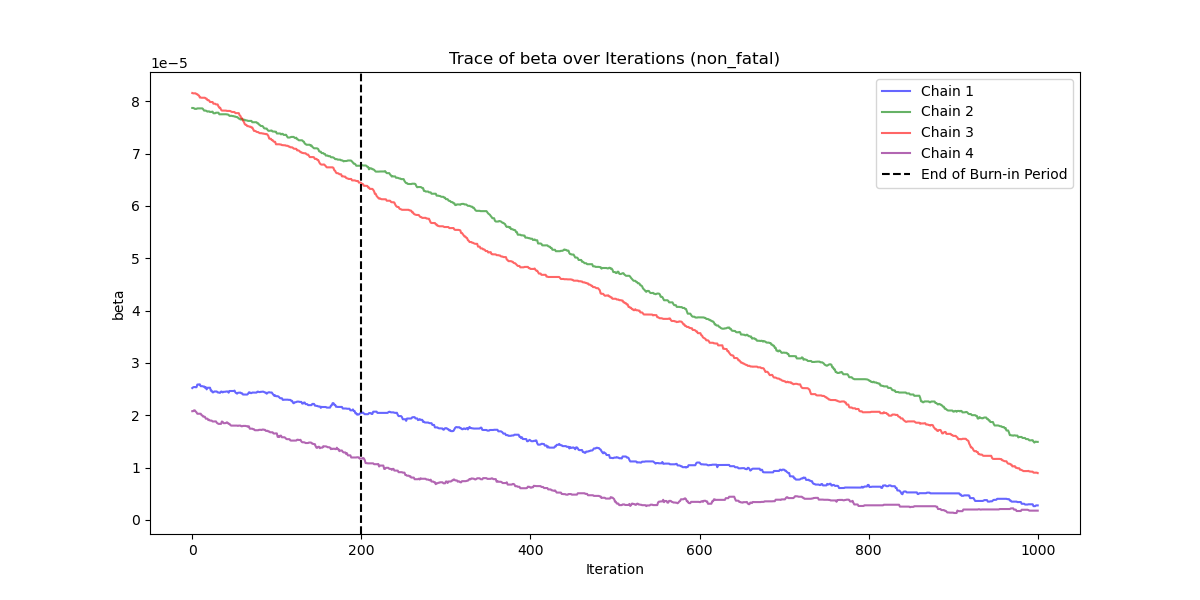 Trace of beta over Iterations (non_fatal)
1e−5
8
7
6
5
4
3
2
1
0
beta
0 200 400 600 800 1000
Iteration
Chain 1
Chain 2
Chain 3
Chain 4
End of Burn-in Period